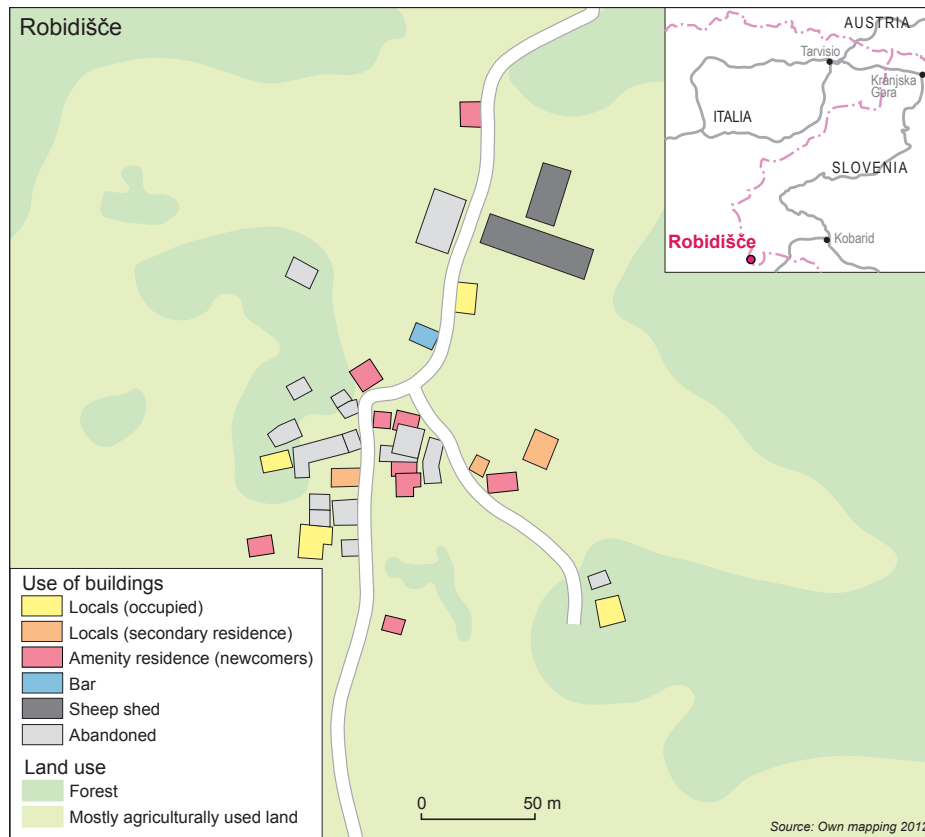 Robidišče
AUSTRIA
Tarvisio
Kranjska
Gora
ITALIA
SLOVENIA
Robidišče
Kobarid
Use of buildings
Locals (occupied)
Locals (secondary residence)
Amenity residence (newcomers)
Bar
Sheep shed
Abandoned
Land use
Forest
Mostly agriculturally used land
0 50 m
Source: Own mapping 2012